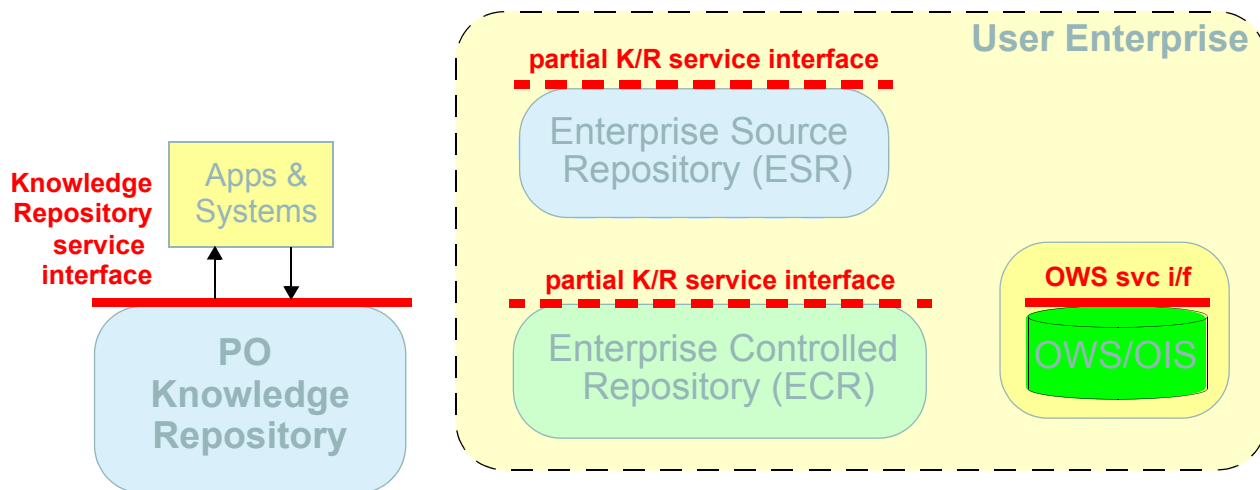 User Enterprise
partial K/R service interface
Enterprise Source
Repository (ESR)
Knowledge
Repository
service
interface
Apps &
Systems
partial K/R service interface
Enterprise Controlled
Repository (ECR)
OWS svc i/f
OWS/OIS
PO
Knowledge
Repository